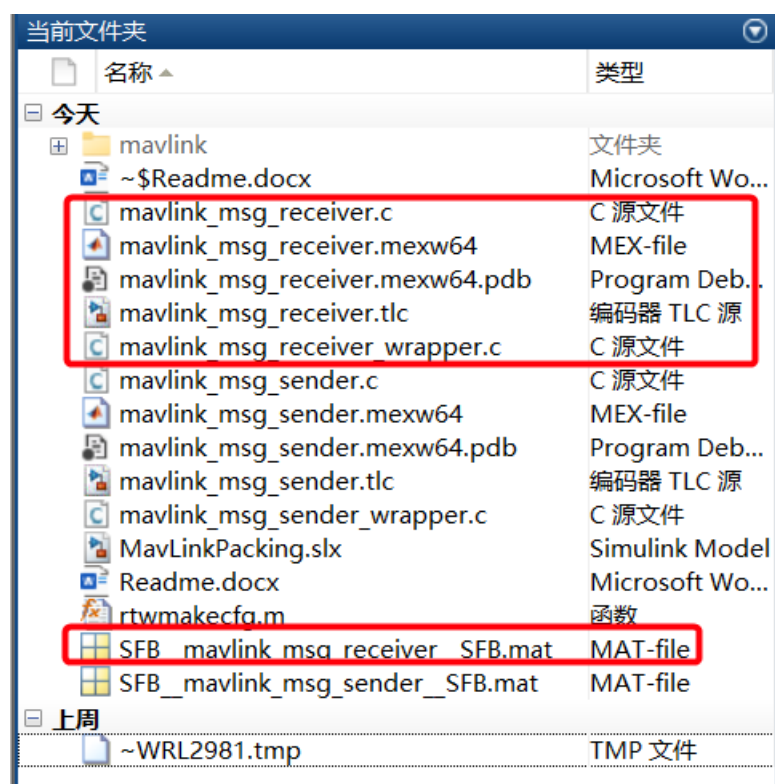 当前文件夹
名称 类型
今天
mavlink 文件夹
~$Readme.docx Microsoft Wo...
mavlink_msg_receiver.c C 源文件
mavlink_msg_receiver.mexw64 MEX-file
mavlink_msg_receiver.mexw64.pdb Program Deb...
mavlink_msg_receiver.tlc 编码器 TLC 源
mavlink_msg_receiver_wrapper.c C 源文件
mavlink_msg_sender.c C 源文件
mavlink_msg_sender.mexw64 MEX-file
mavlink_msg_sender.mexw64.pdb Program Deb...
mavlink_msg_sender.tlc 编码器 TLC 源
mavlink_msg_sender_wrapper.c C 源文件
MavLinkPacking.slx Simulink Model
Readme.docx Microsoft Wo...
rtwmakecfg.m 函数
SFB__mavlink_msg_receiver__SFB.mat MAT-file
SFB__mavlink_msg_sender__SFB.mat MAT-file
上周
~WRL2981.tmp TMP 文件